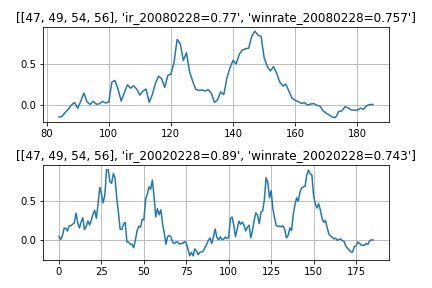 [[47, 49, 54, 56], 'ir_20080228=0.77', 'winrate_20080228=0.757']
0.5
0.0
80 100 120 140 160 180
[[47, 49, 54, 56], 'ir_20020228=0.89', 'winrate_20020228=0.743']
0.5
0.0
0 25 50 75 100 125 150 175